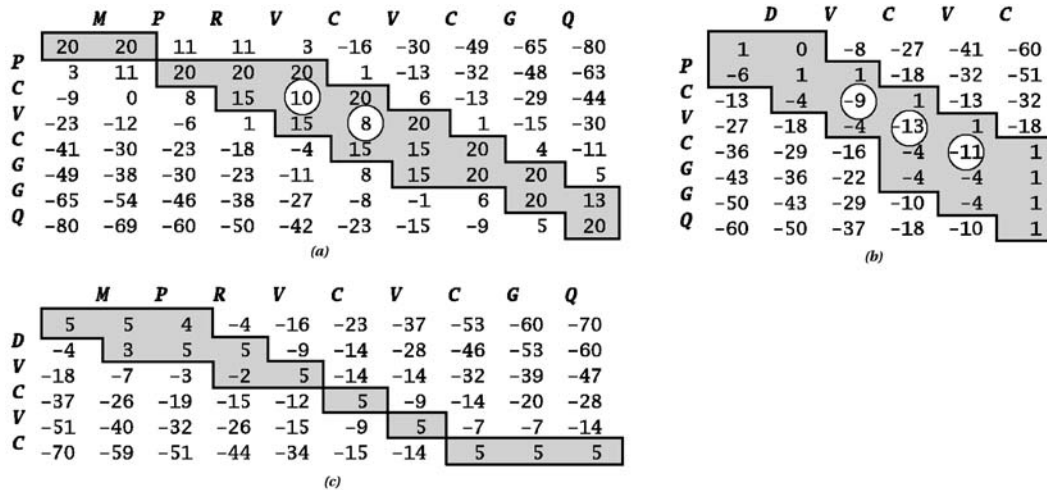 M P R V C V C G Q
20 20 11 11 3 −16 −30 −49 −65 −80
P
3 11 20 20 20 1 −13 −32 −48 −63
C
−9 0 8 15 10 20 6 −13 −29 −44
V
−23 −12 −6 1 15 8 20 1 −15 −30
C
−41 −30 −23 −18 −4 15 15 20 4 −11
G
−49 −38 −30 −23 −11 8 15 20 20 5
G
−65 −54 −46 −38 −27 −8 −1 6 20 13
Q
−80 −69 −60 −50 −42 −23 −15 −9 5 20
(a)
D V C V C
1 0 −8 −27 −41 −60
P
−6 1 1 −18 −32 −51
C
−13 −4 −9 1 −13 −32
V
−27 −18 −4 −13 1 −18
C
−36 −29 −16 −4 −11 1
G
−43 −36 −22 −4 −4 1
G
−50 −43 −29 −10 −4 1
Q
−60 −50 −37 −18 −10 1
(b)
M P R V C V C G Q
5 5 4 −4 −16 −23 −37 −53 −60 −70
D
−4 3 5 5 −9 −14 −28 −46 −53 −60
V
−18 −7 −3 −2 5 −14 −14 −32 −39 −47
C
−37 −26 −19 −15 −12 5 −9 −14 −20 −28
V
−51 −40 −32 −26 −15 −9 5 −7 −7 −14
C
−70 −59 −51 −44 −34 −15 −14 5 5 5
(c)